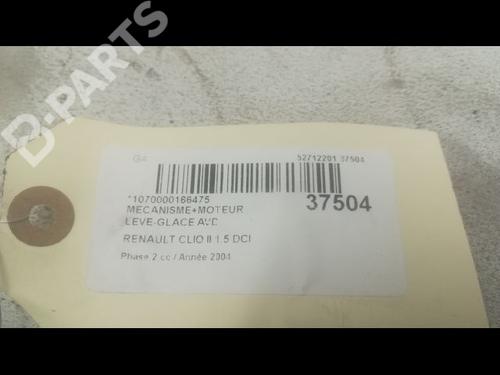 B-PARTS
G4
52712201 37504
*1070000166475
37504
MECANISME+MOTEUR
LEVE-GLACE AVD
RENAULT CLIO II 1.5 DCI
Phase 2 cc / Année 2004